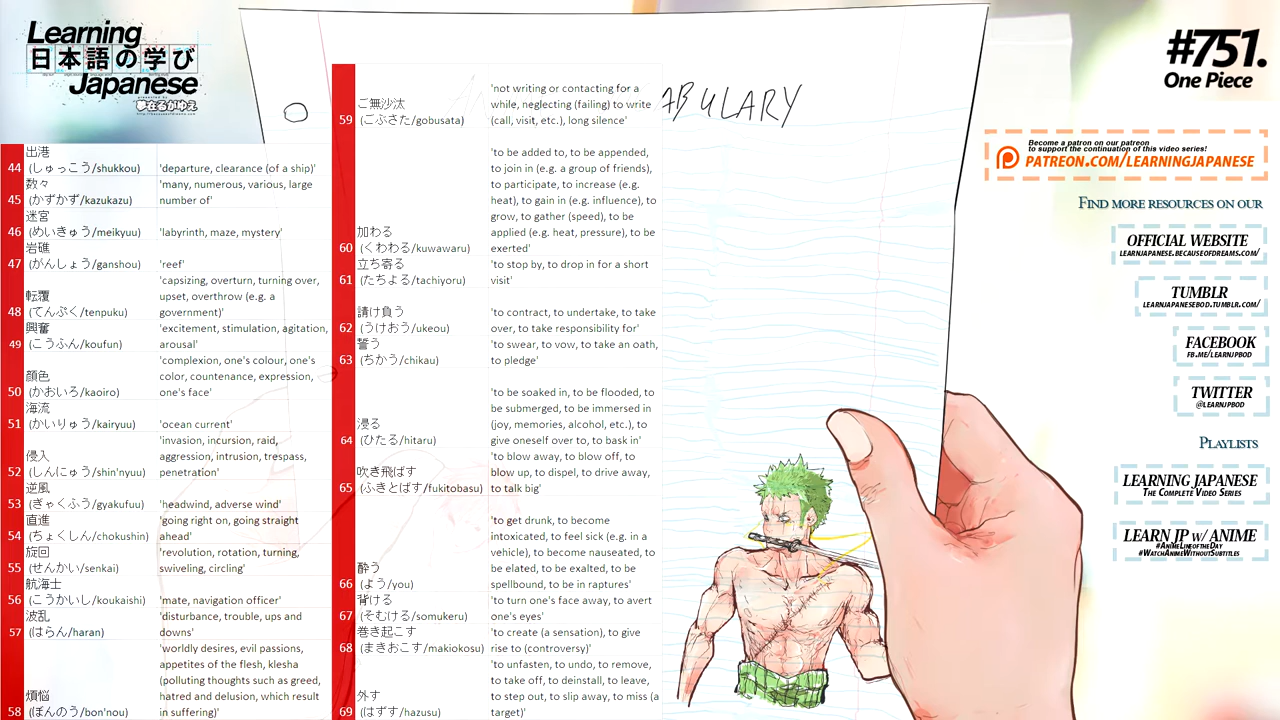 Learning
日本語の学び
Japanese
夢在るがゆえ
#751.
One Piece
ABULARY
44 出港
(しゅっこう/shukkou) 'departure, clearance (of a ship)'
45 数々
(かずかず/kazukazu) 'many, numerous, various, large
number of'
46 迷宮
(めいきゅう/meikyuu) 'labyrinth, maze, mystery'
47 岩礁
(がんしょう/ganshou) 'reef'
48 転覆
(てんぷく/tenpuku) 'capsizing, overturn, turning over,
upset, overthrow (e.g. a
government)'
49 興奮
(こうふん/koufun) 'excitement, stimulation, agitation,
arousal'
50 顔色
(かおいろ/kaoiro) 'complexion, one's colour, one's
color, countenance, expression,
one's face'
51 海流
(かいりゅう/kairyuu) 'ocean current'
52 侵入
(しんにゅう/shin'nyuu) 'invasion, incursion, raid,
aggression, intrusion, trespass,
penetration'
53 逆風
(ぎゃくふう/gyakufuu) 'headwind, adverse wind'
54 直進
(ちょくしん/chokushin) 'going right on, going straight
ahead'
55 旋回
(せんかい/senkai) 'revolution, rotation, turning,
swiveling, circling'
56 航海士
(こうかいし/koukaishi) 'mate, navigation officer'
57 波乱
(はらん/haran) 'disturbance, trouble, ups and
downs'
58 煩悩
(ぼんのう/bon'nou) 'worldly desires, evil passions,
appetites of the flesh, klesha
(polluting thoughts such as greed,
hatred and delusion, which result
in suffering)'
59 ご無沙汰
(ごぶさた/gobusata) 'not writing or contacting for a
while, neglecting (failing) to write
(call, visit, etc.), long silence'
60 加わる
(くわわる/kuwawaru) 'to be added to, to be appended,
to join in (e.g. a group of friends),
to participate, to increase (e.g.
heat), to gain in (e.g. influence), to
grow, to gather (speed), to be
applied (e.g. heat, pressure), to be
exerted'
61 立ち寄る
(たちよる/tachiyoru) 'to stop by, to drop in for a short
visit'
62 請け負う
(うけおう/ukeou) 'to contract, to undertake, to take
over, to take responsibility for'
63 誓う
(ちかう/chikau) 'to swear, to vow, to take an oath,
to pledge'
64 浸る
(ひたる/hitaru) 'to be soaked in, to be flooded, to
be submerged, to be immersed in
(joy, memories, alcohol, etc.), to
give oneself over to, to bask in'
65 吹き飛ばす
(ふきとばす/fukitobasu) 'to blow away, to blow off, to
blow up, to dispel, to drive away,
to talk big'
66 酔う
(よう/you) 'to get drunk, to become
intoxicated, to feel sick (e.g. in a
vehicle), to become nauseated, to
be elated, to be exalted, to be
spellbound, to be in raptures'
67 背ける
(そむける/somukeru) 'to turn one's face away, to avert
one's eyes'
68 巻き起こす
(まきおこす/makiokosu) 'to create (a sensation), to give
rise to (controversy)'
69 外す
(はずす/hazusu) 'to unfasten, to undo, to remove,
to take off, to deinstall, to leave,
to step out, to slip away, to miss (a
target)'
Become a patron on our patreon
to support the continuation of this video series!
PATREON.COM/LEARNINGJAPANESE
Find more resources on our
OFFICIAL WEBSITE
LEARNJAPANESE.BECAUSEOFDREAMS.COM/
TUMBLR
LEARNJAPANESEBOD.TUMBLR.COM/
FACEBOOK
FB.ME/LEARNJPBOD
TWITTER
@LEARNJPBOD
Playlists
LEARNING JAPANESE
The Complete Video Series
LEARN JP w/ ANIME
#AnimeLineoftheDay
#WatchAnimeWithoutSubtitles